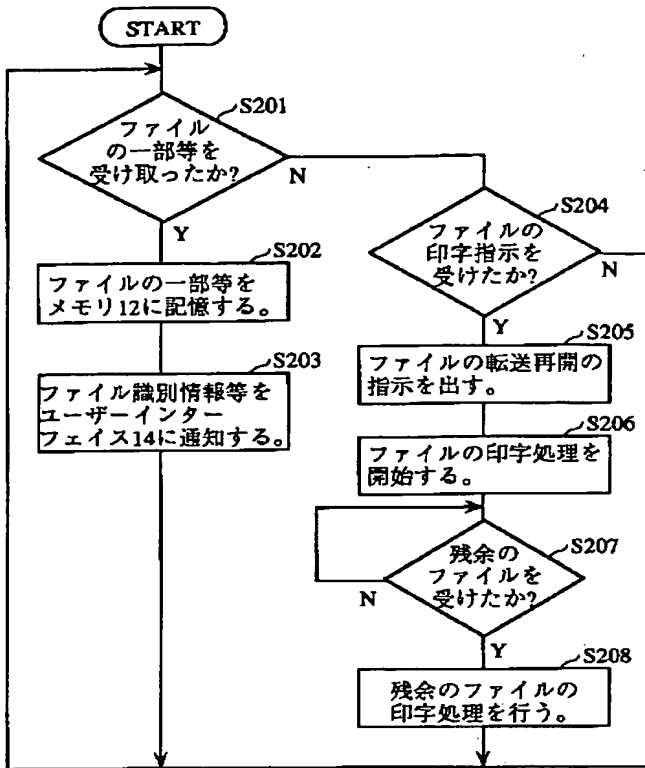 START
S201
ファイル
の一部等を
受け取ったか?
N
Y
S202
ファイルの一部等を
メモリ12に記憶する。
S203
ファイル識別情報等を
ユーザーインター
フェイス14に通知する。
S204
ファイルの
印字指示を
受けたか?
N
Y
S205
ファイルの転送再開の
指示を出す。
S206
ファイルの印字処理を
開始する。
S207
残余の
ファイルを
受けたか?
N
Y
S208
残余のファイルの
印字処理を行う。